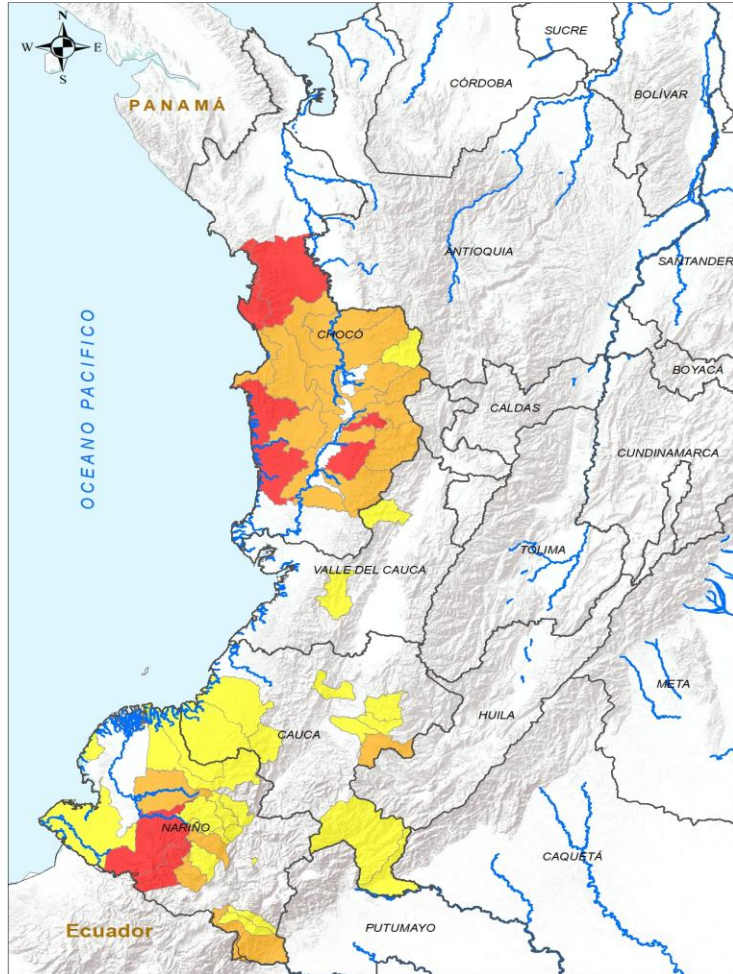 N
W E
S
SUCRE
CÓRDOBA
BOLÍVAR
PANAMÁ
ANTIOQUIA
SANTANDER
OCEANO PACIFICO
CHOCÓ
BOYACÁ
CALDAS
CUNDINAMARCA
TOLIMA
VALLE DEL CAUCA
META
HUILA
CAUCA
NARIÑO
CAQUETÁ
Ecuador
PUTUMAYO